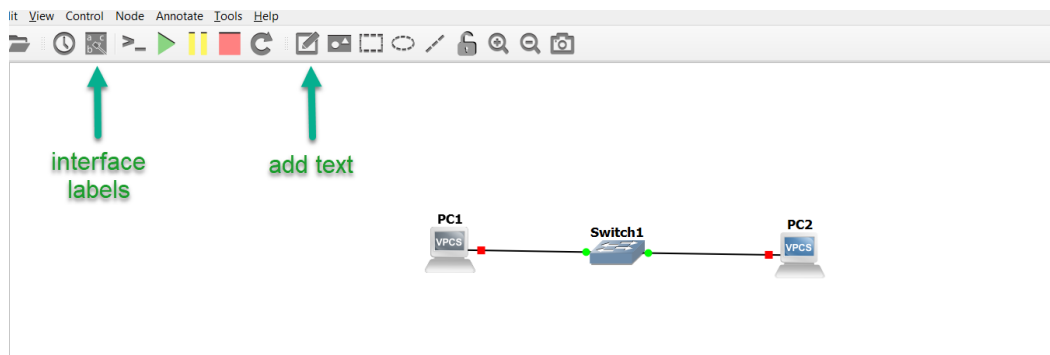 lit View Control Node Annotate Tools Help
interface
labels
add text
PC1
VPCS
Switch1
PC2
VPCS